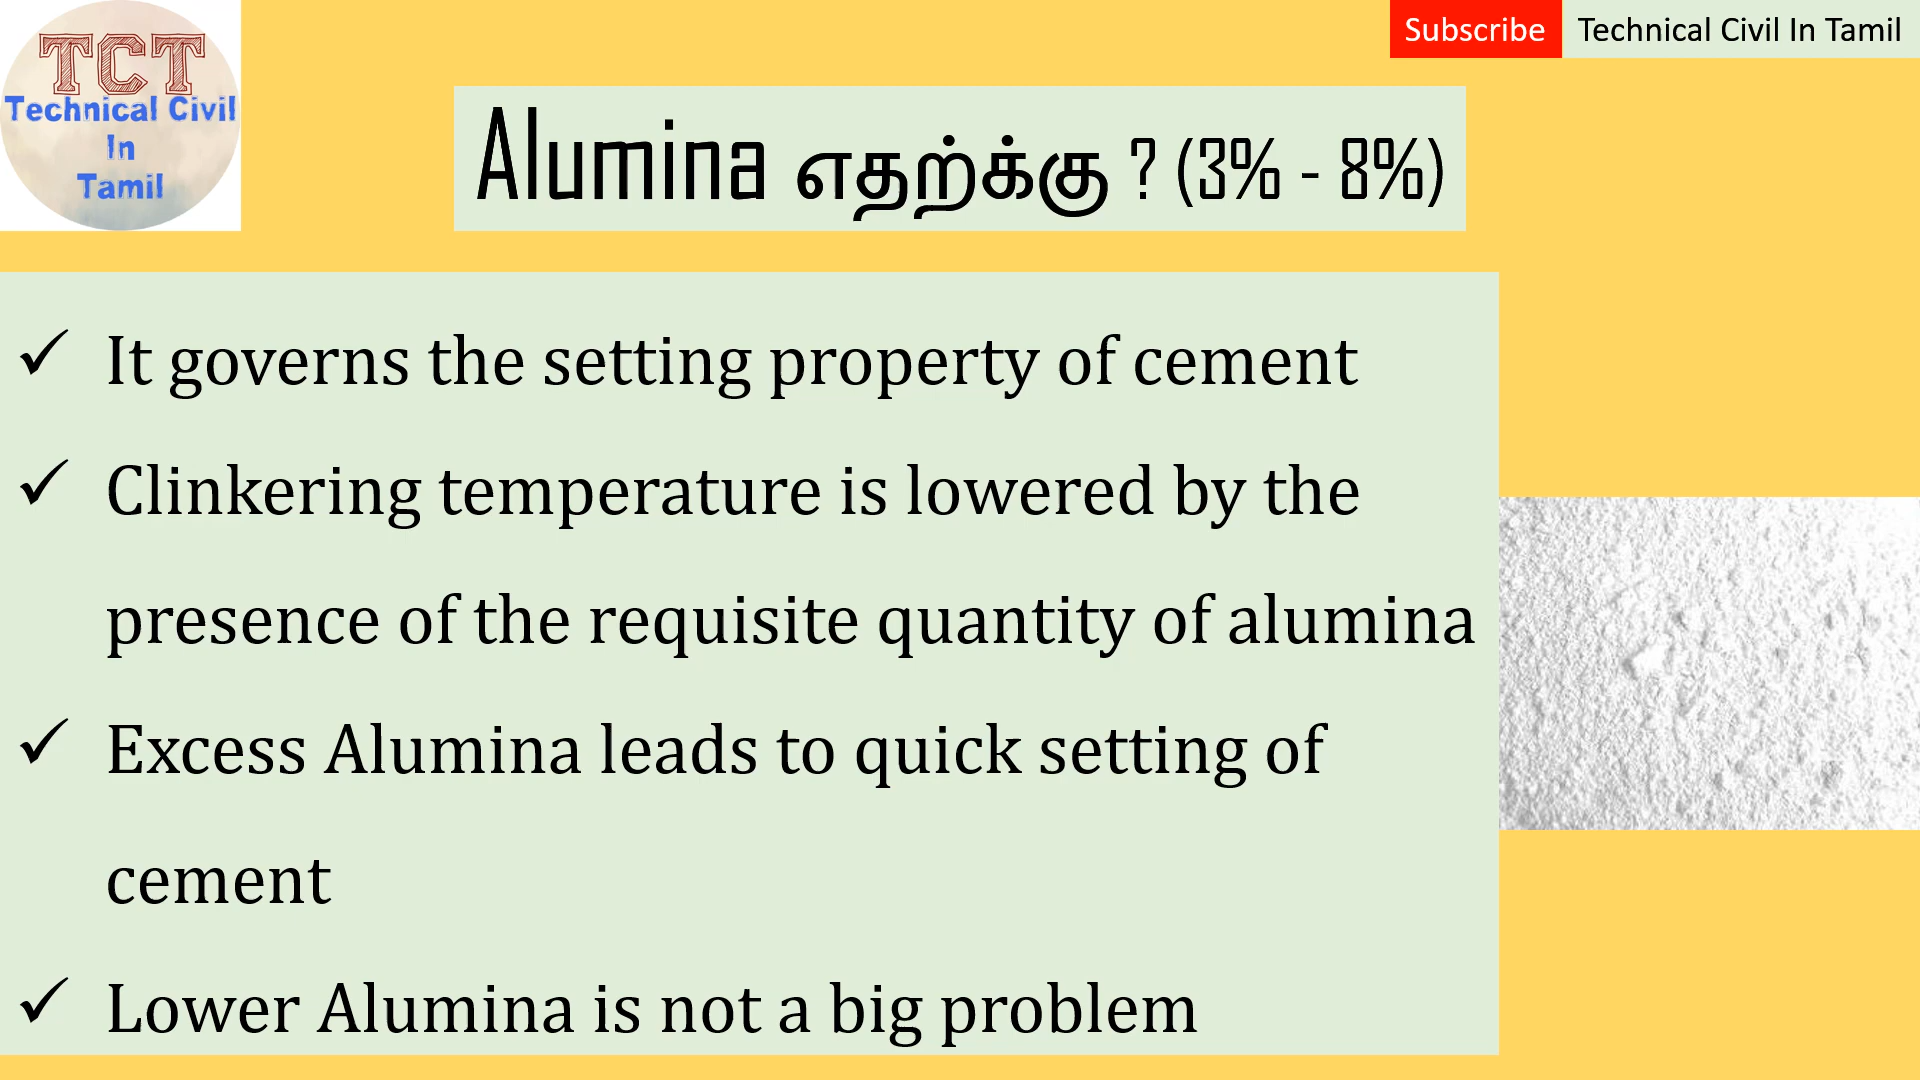 TCT
Technical Civil
In
Tamil
Subscribe Technical Civil In Tamil
Alumina எதற்க்கு ? (3% - 8%)
✓ It governs the setting property of cement
✓ Clinkering temperature is lowered by the
presence of the requisite quantity of alumina
✓ Excess Alumina leads to quick setting of
cement
✓ Lower Alumina is not a big problem